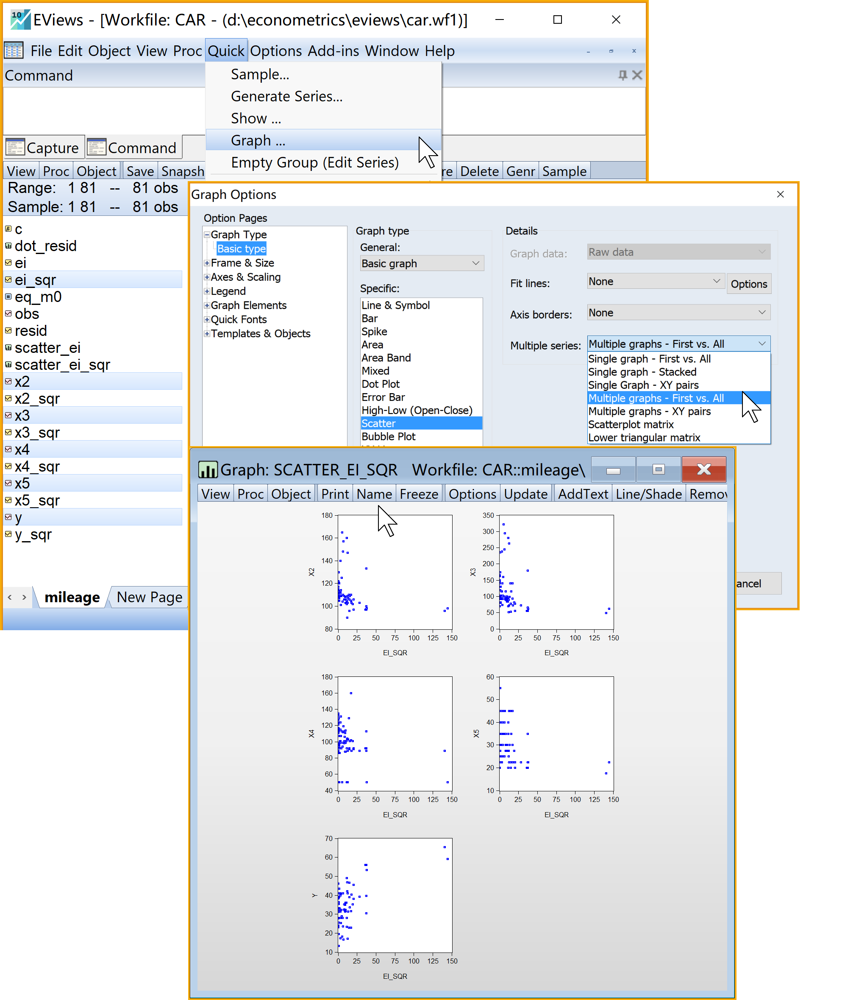 10
EViews - [Workfile: CAR - (d:\econometrics\eviews\car.wf1)]
File Edit Object View Proc Quick Options Add-ins Window Help
Command
Sample...
Generate Series...
Show ...
Graph ...
Empty Group (Edit Series)
Capture Command
View Proc Object Save Snapsh re Delete Genr Sample
Range: 1 81 -- 81 obs
Sample: 1 81 -- 81 obs
c
dot_resid
ei
ei_sqr
eq_m0
obs
resid
scatter_ei
scatter_ei_sqr
x2
x2_sqr
x3
x3_sqr
x4
x4_sqr
x5
x5_sqr
y
y_sqr
< > mileage New Page
Graph Options
Option Pages
Graph Type
Basic type
Frame & Size
Axes & Scaling
Legend
Graph Elements
Quick Fonts
Templates & Objects
Graph type
General:
Basic graph
Specific:
Line & Symbol
Bar
Spike
Area
Area Band
Mixed
Dot Plot
Error Bar
High-Low (Open-Close)
Scatter
Bubble Plot
Details
Graph data: Raw data
Fit lines: None Options
Axis borders: None
Multiple series: Multiple graphs - First vs. All
Single graph - First vs. All
Single graph - Stacked
Single Graph - XY pairs
Multiple graphs - First vs. All
Multiple graphs - XY pairs
Scatterplot matrix
Lower triangular matrix
ancel
Graph: SCATTER_EI_SQR Workfile: CAR::mileage\
View Proc Object Print Name Freeze Options Update AddText Line/Shade Remov
180
160
140
120
100
80
X2
0 25 50 75 100 125 150
EI_SQR
350
300
250
200
150
100
50
0
X3
0 25 50 75 100 125 150
EI_SQR
180
160
140
120
100
80
60
40
X4
0 25 50 75 100 125 150
EI_SQR
60
50
40
30
20
10
X5
0 25 50 75 100 125 150
EI_SQR
70
60
50
40
30
20
10
Y
0 25 50 75 100 125 150
EI_SQR